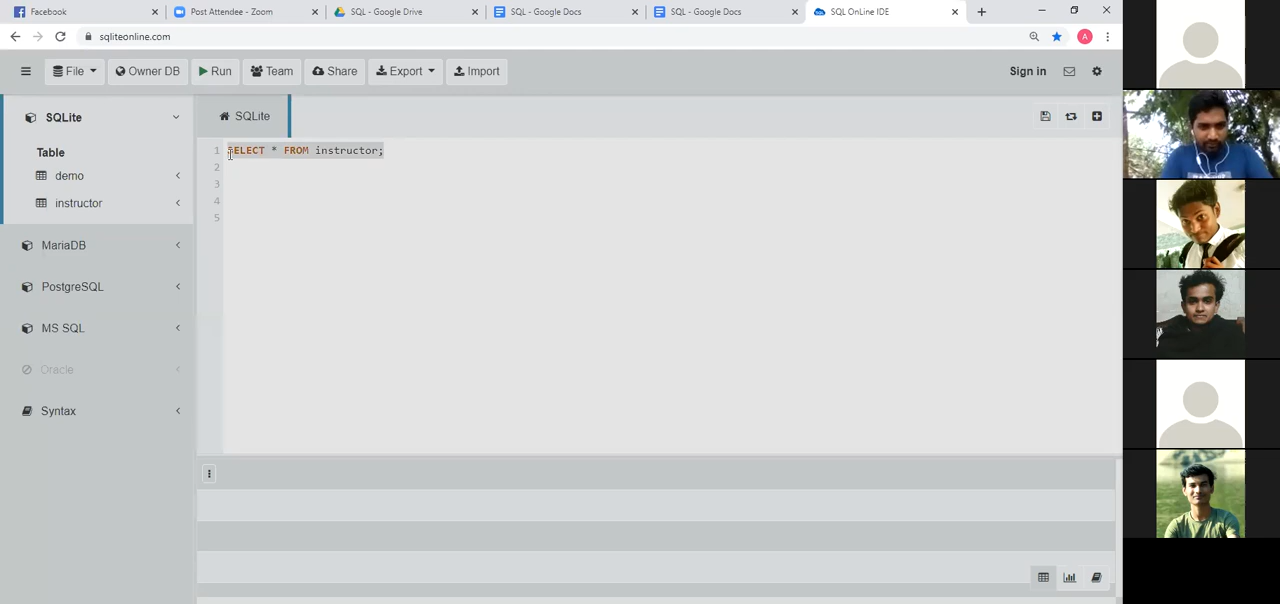 Facebook
Post Attendee - Zoom
SQL - Google Drive
SQL - Google Docs
SQL - Google Docs
SQL OnLine IDE
sqliteonline.com
A
File
Owner DB
Run
Team
Share
Export
Import
Sign in
SQLite
Table
demo
instructor
MariaDB
PostgreSQL
MS SQL
Oracle
Syntax
SQLite
1 SELECT * FROM instructor;
2
3
4
5